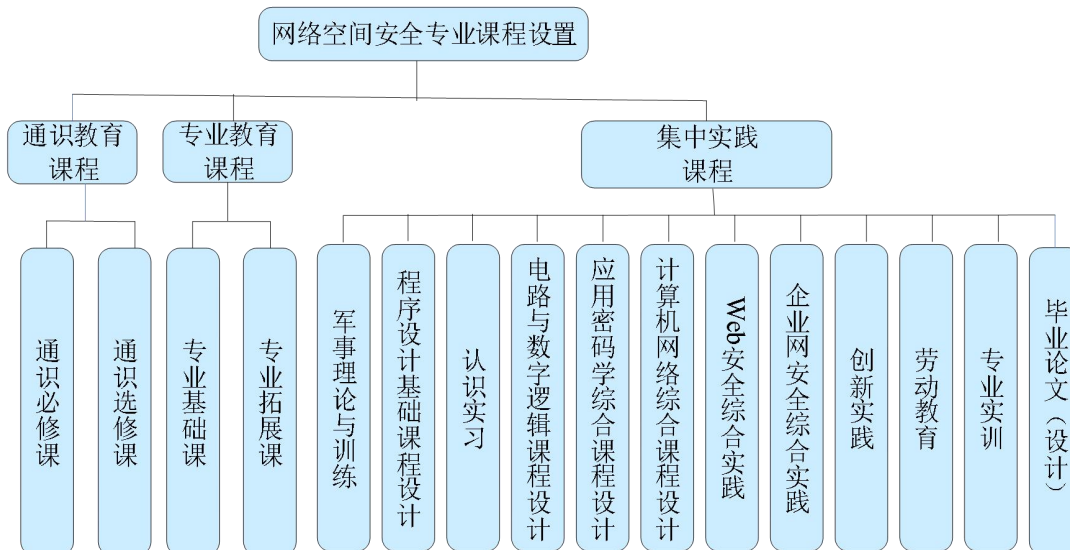 网络空间安全专业课程设置
通识教育
课程
专业教育
课程
集中实践
课程
通识必修课
通识选修课
专业基础课
专业拓展课
军事理论与训练
程序设计基础课程设计
认识实习
电路与数字逻辑课程设计
应用密码学综合课程设计
计算机网络综合课程设计
Web安全综合实践
企业网安全综合实践
创新实践
劳动教育
专业实训
毕业论文（设计）